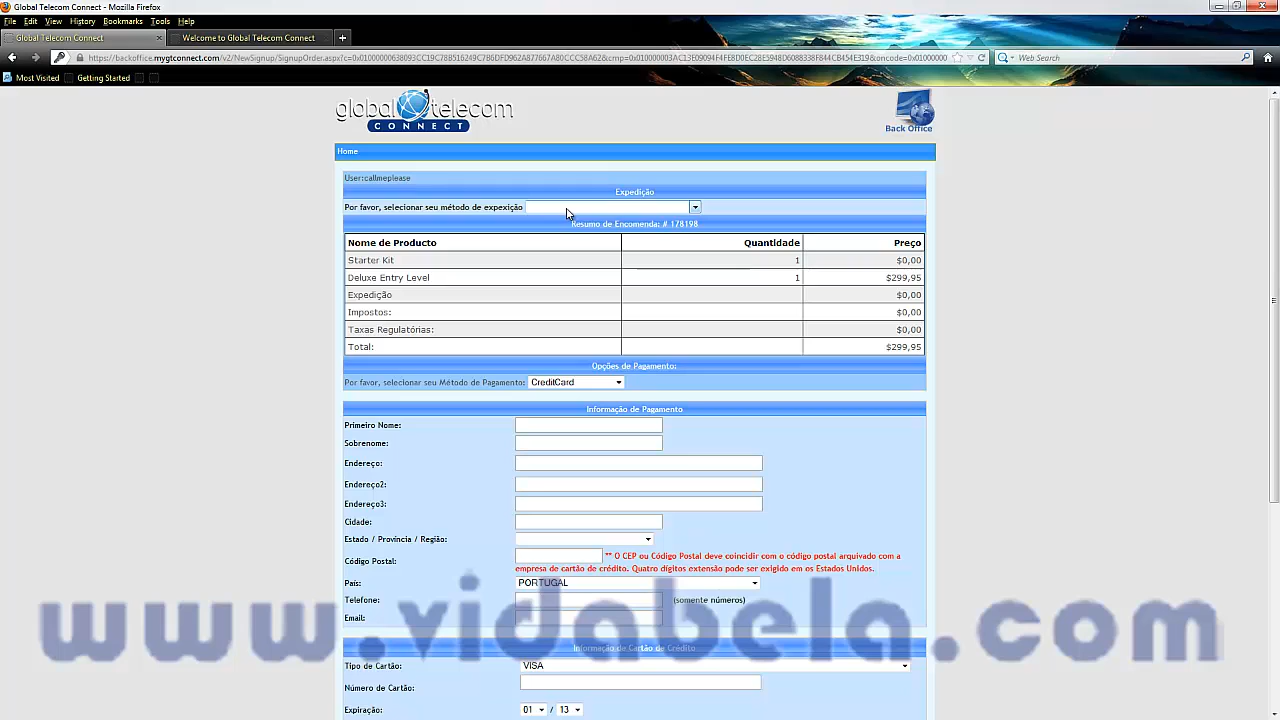 Global Telecom Connect - Mozilla Firefox
File Edit View History Bookmarks Tools Help
Global Telecom Connect
Welcome to Global Telecom Connect
Web Search
Most Visited Getting Started
global telecom
CONNECT
Back Office
Home
User:callmeplease
Expedição
Por favor, selecionar seu método de expexição
Resumo de Encomenda: # 178198
Nome de Producto Quantidade Preço
Starter Kit 1 $0,00
Deluxe Entry Level 1 $299,95
Expedição $0,00
Impostos: $0,00
Taxas Regulatórias: $0,00
Total: $299,95
Opções de Pagamento:
Por favor, selecionar seu Método de Pagamento: CreditCard
Informação de Pagamento
Primeiro Nome:
Sobrenome:
Endereço:
Endereço2:
Endereço3:
Cidade:
Estado / Província / Região:
Código Postal: ** O CEP ou Código Postal deve coincidir com o código postal arquivado com a
empresa de cartão de crédito. Quatro dígitos extensão pode ser exigido em os Estados Unidos.
País: PORTUGAL
Telefone: (somente números)
Email:
www.vidabela.com
Informação de Cartão de Crédito
Tipo de Cartão: VISA
Número de Cartão:
Expiração: 01 / 13